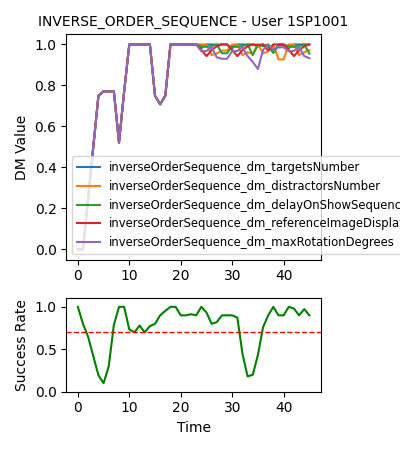 INVERSE_ORDER_SEQUENCE - User 1SP1001
DM Value
1.0
0.8
0.6
0.4
0.2
0.0
inverseOrderSequence_dm_targetsNumber
inverseOrderSequence_dm_distractorsNumber
inverseOrderSequence_dm_delayOnShowSequenc
inverseOrderSequence_dm_referenceImageDispla
inverseOrderSequence_dm_maxRotationDegrees
0 10 20 30 40
Success Rate
1.0
0.5
0.0
0 10 20 30 40
Time